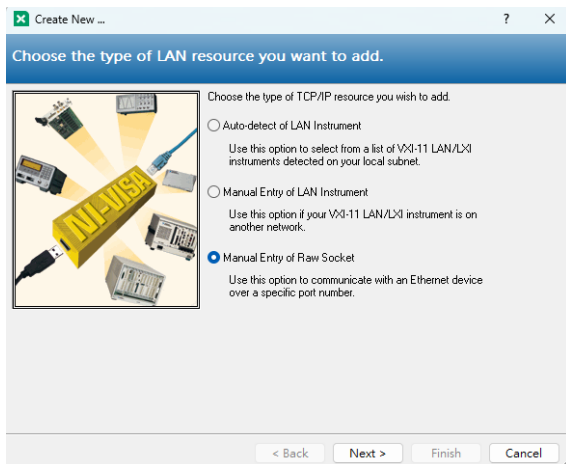 Create New ...
?
Choose the type of LAN resource you want to add.
NI-VISA
Choose the type of TCP/IP resource you wish to add.
Auto-detect of LAN Instrument
Use this option to select from a list of VXI-11 LAN/LXI
instruments detected on your local subnet.
Manual Entry of LAN Instrument
Use this option if your VXI-11 LAN/LXI instrument is on
another network.
Manual Entry of Raw Socket
Use this option to communicate with an Ethernet device
over a specific port number.
< Back Next > Finish Cancel